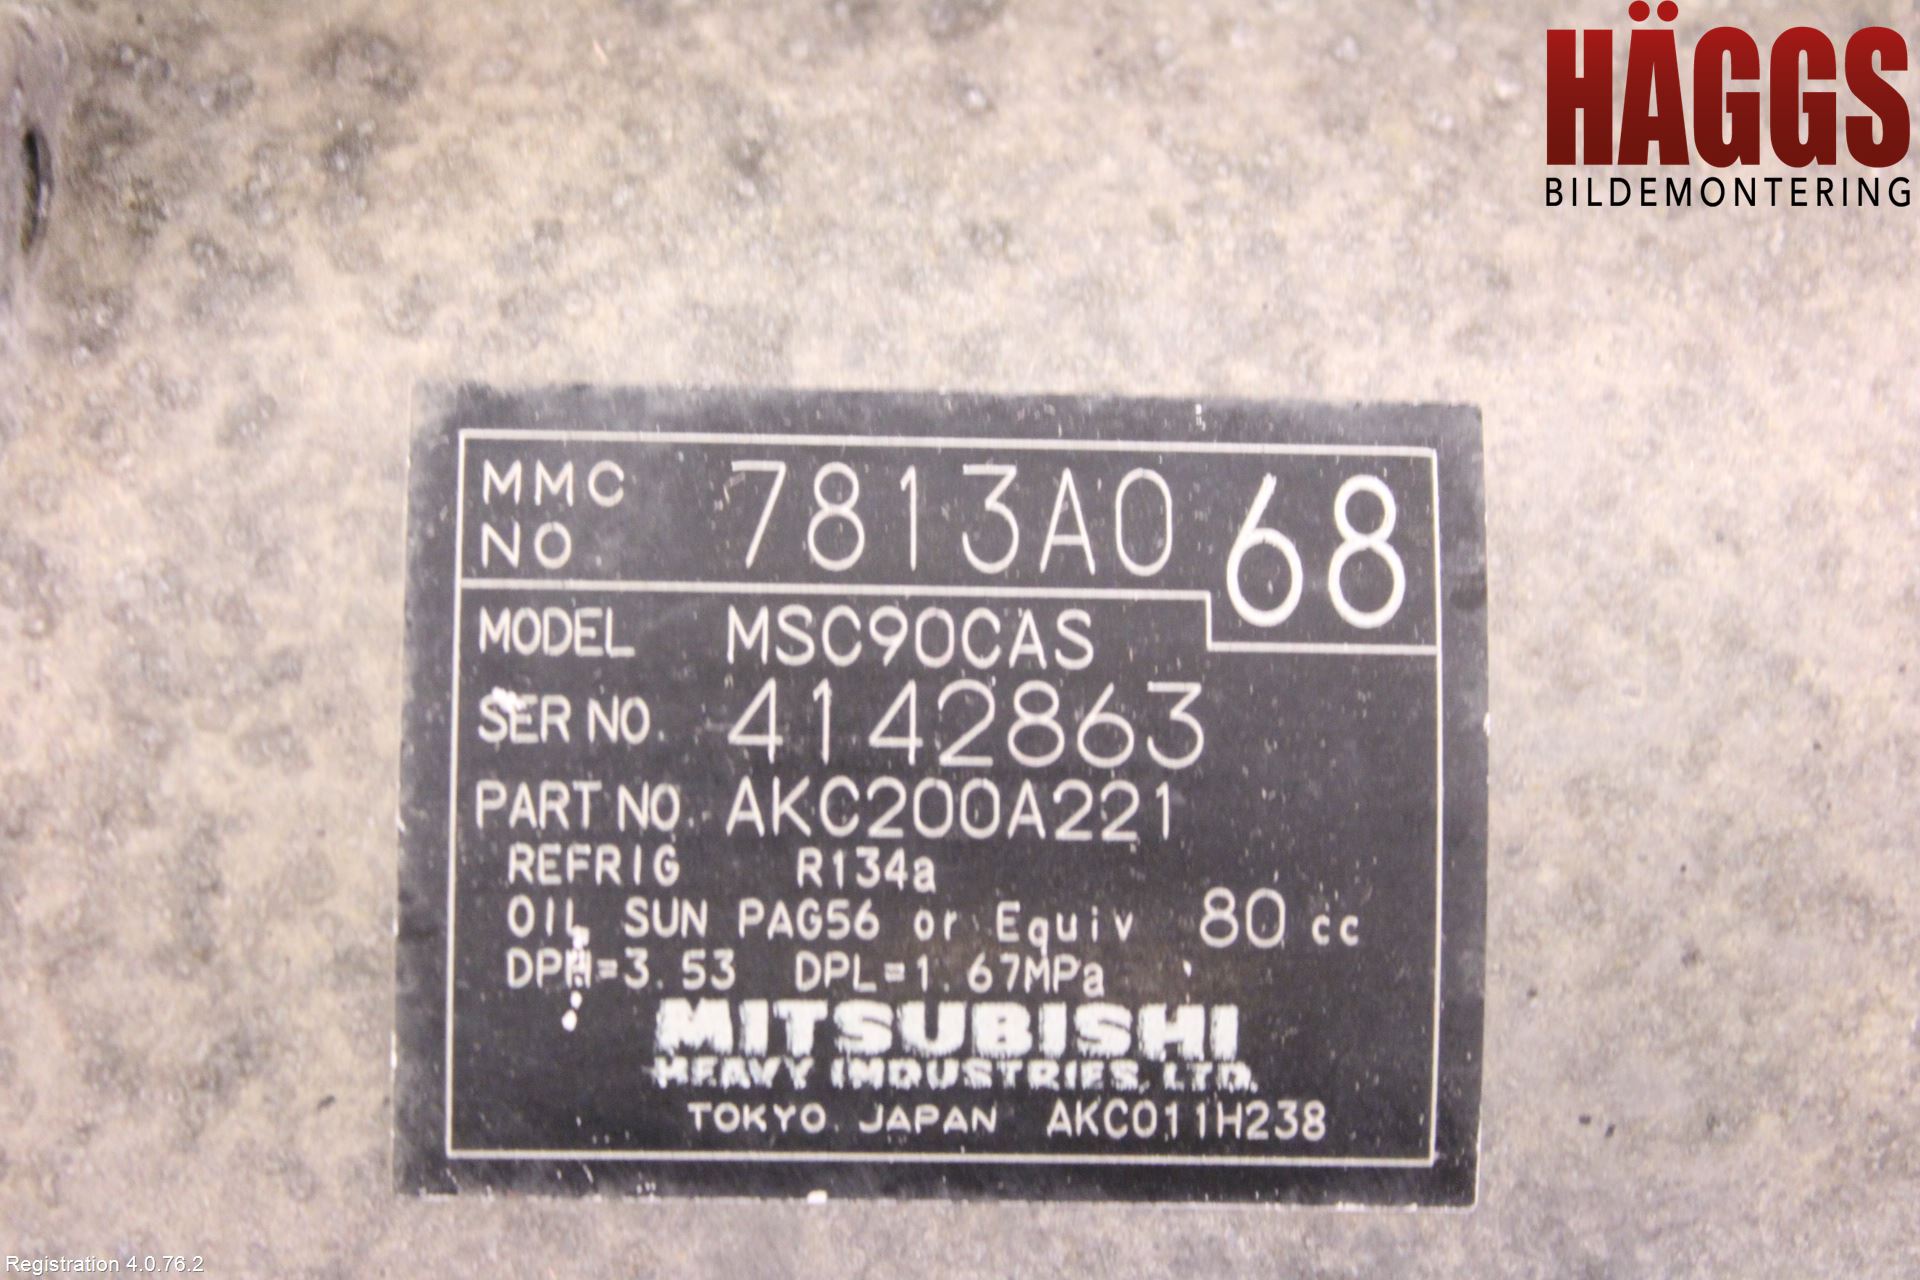 HÄGGS
BILDEMONTERING
MMC NO 7813A068
MODEL MSC90CAS
SER NO. 4142863
PART NO. AKC200A221
REFRIG R134a
OIL SUN PAG56 or Equiv 80 cc
DPH=3.53 DPL=1.67MPa
MITSUBISHI
HEAVY INDUSTRIES, LTD.
TOKYO. JAPAN AKC011H238
Registration 4.0.76.2